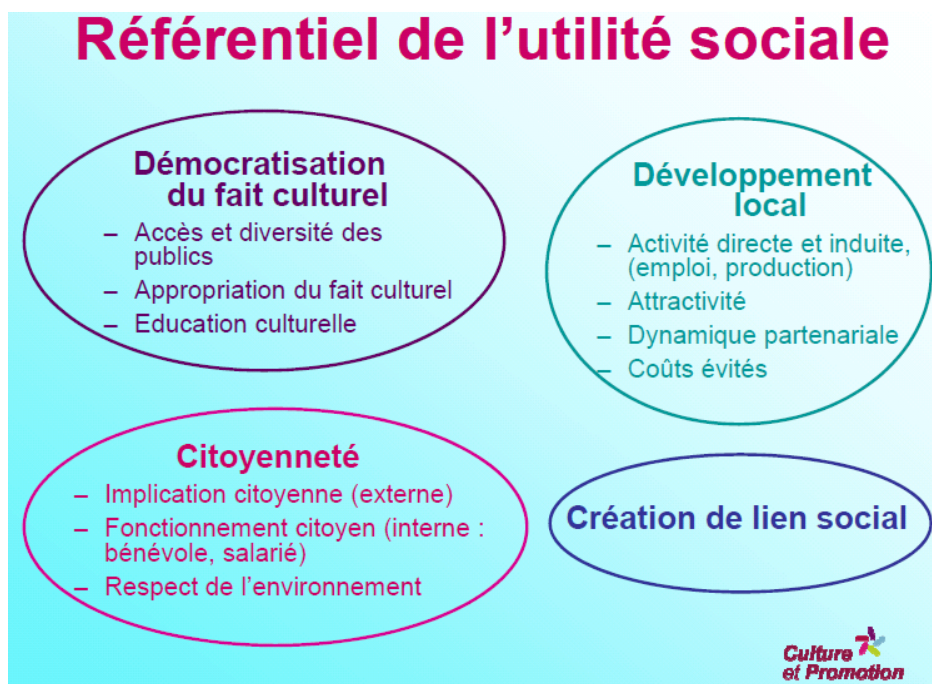 Référentiel de l’utilité sociale
Démocratisation
du fait culturel
– Accès et diversité des
publics
– Appropriation du fait culturel
– Education culturelle
Développement
local
– Activité directe et induite,
(emploi, production)
– Attractivité
– Dynamique partenariale
– Coûts évités
Citoyenneté
– Implication citoyenne (externe)
– Fonctionnement citoyen (interne :
bénévole, salarié)
– Respect de l’environnement
Création de lien social
Culture
et Promotion